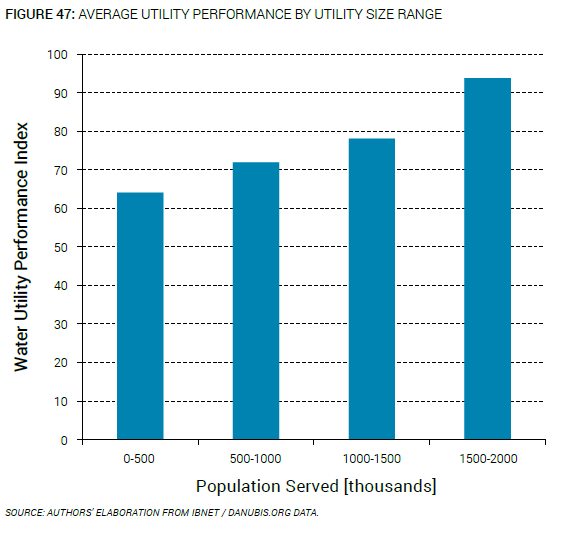 FIGURE 47: AVERAGE UTILITY PERFORMANCE BY UTILITY SIZE RANGE
Water Utility Performance Index
100
90
80
70
60
50
40
30
20
10
0
0-500 500-1000 1000-1500 1500-2000
Population Served [thousands]
SOURCE: AUTHORS' ELABORATION FROM IBNET / DANUBIS.ORG DATA.